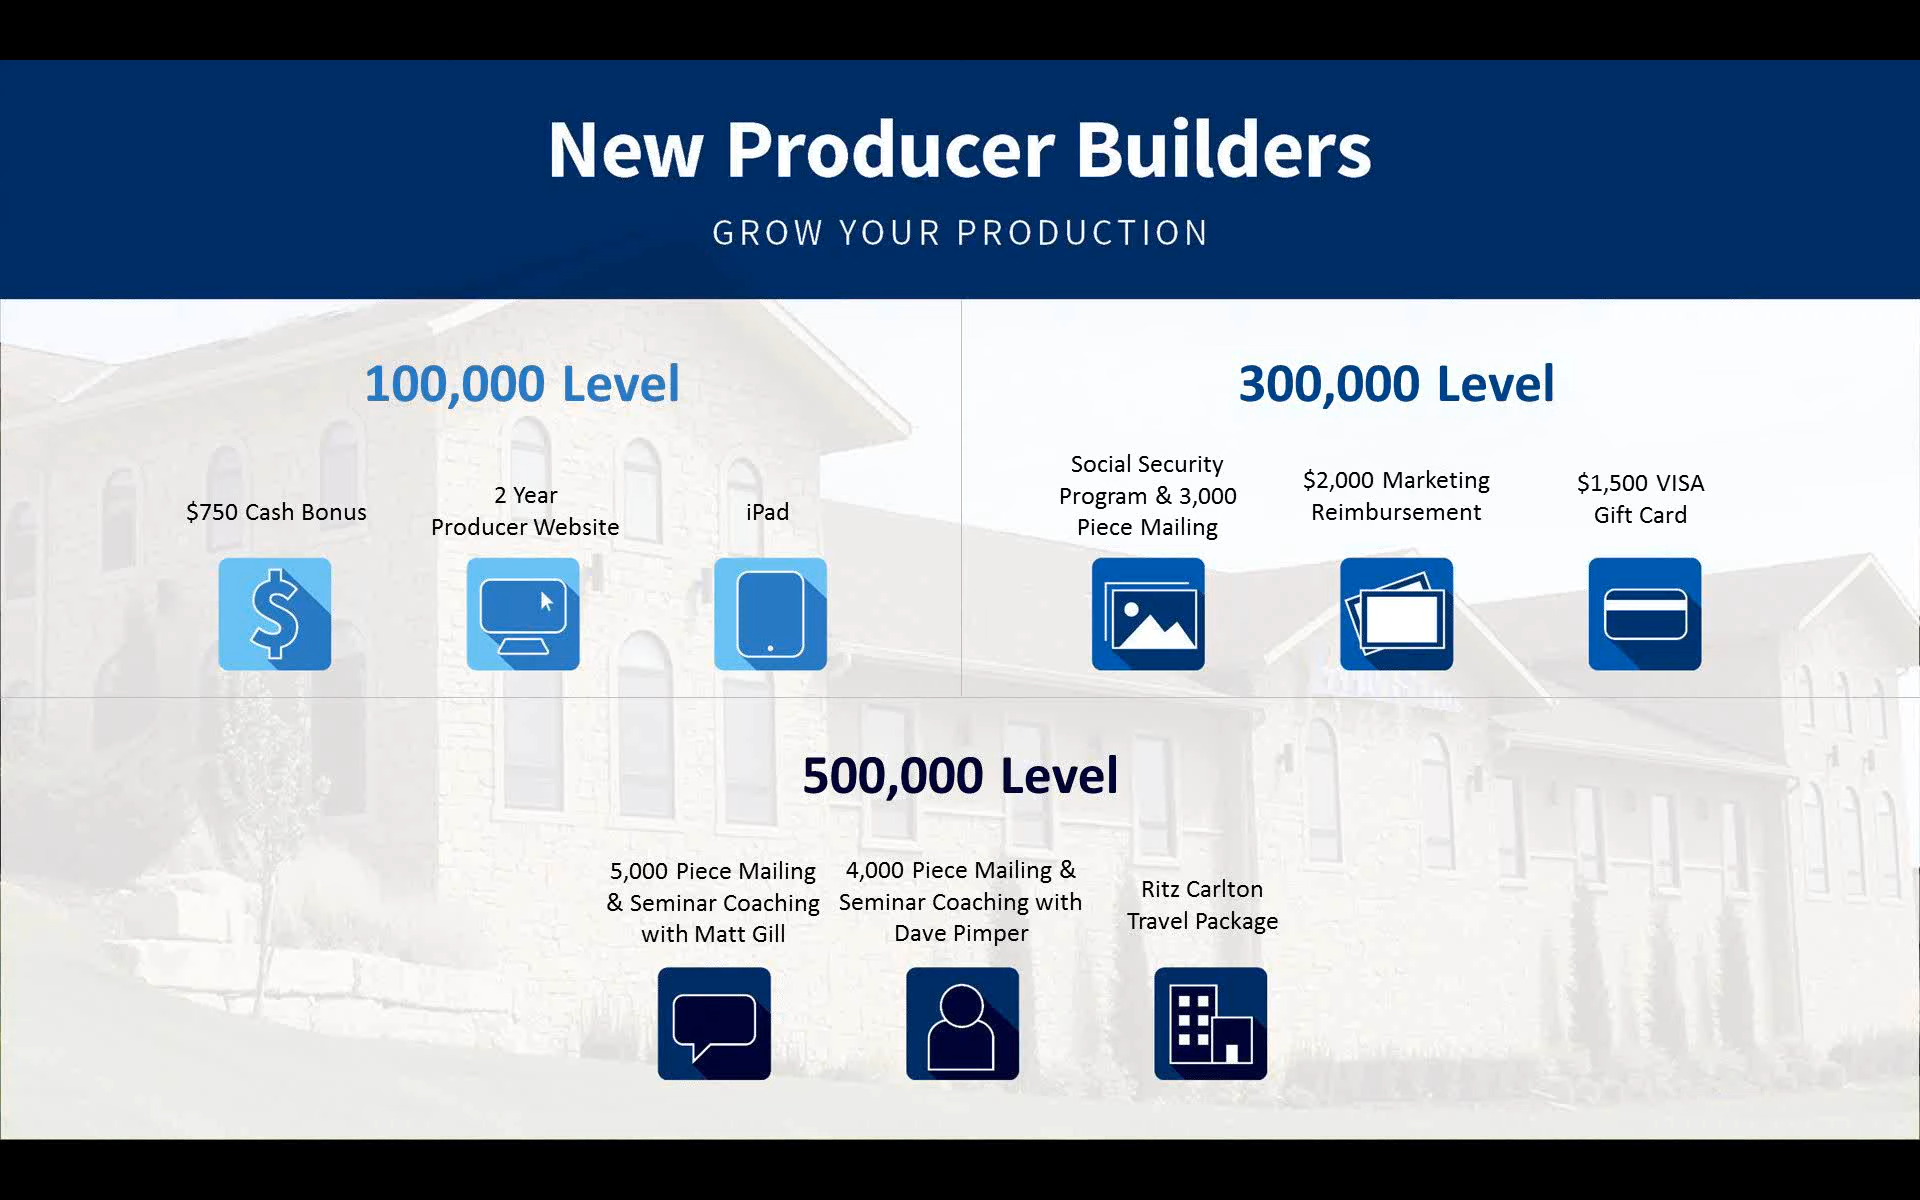 New Producer Builders
GROW YOUR PRODUCTION
100,000 Level
$750 Cash Bonus
2 Year
Producer Website
iPad
300,000 Level
Social Security
Program & 3,000
Piece Mailing
$2,000 Marketing
Reimbursement
$1,500 VISA
Gift Card
500,000 Level
5,000 Piece Mailing
& Seminar Coaching
with Matt Gill
4,000 Piece Mailing &
Seminar Coaching with
Dave Pimper
Ritz Carlton
Travel Package